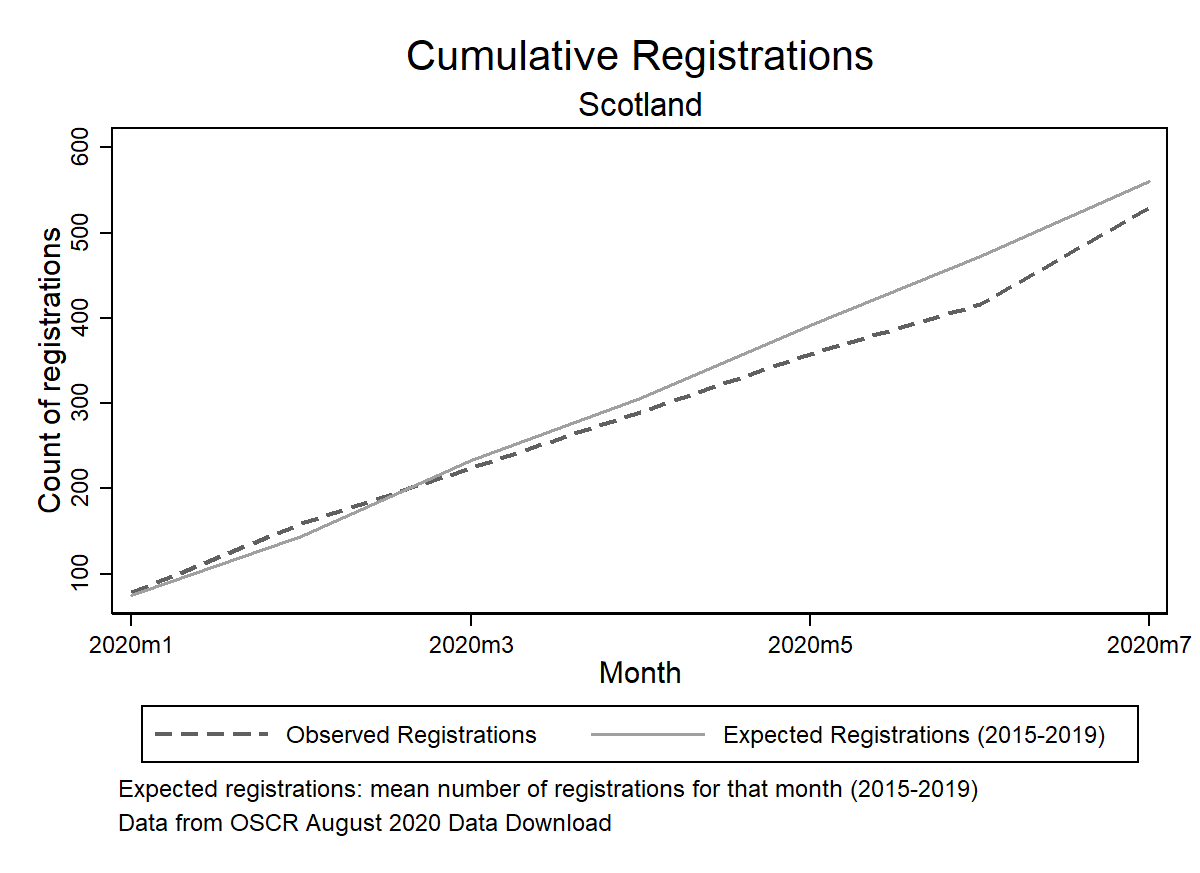 Cumulative Registrations
Scotland
Count of registrations
600
500
400
300
200
100
2020m1 2020m3 2020m5 2020m7
Month
Observed Registrations Expected Registrations (2015-2019)
Expected registrations: mean number of registrations for that month (2015-2019)
Data from OSCR August 2020 Data Download